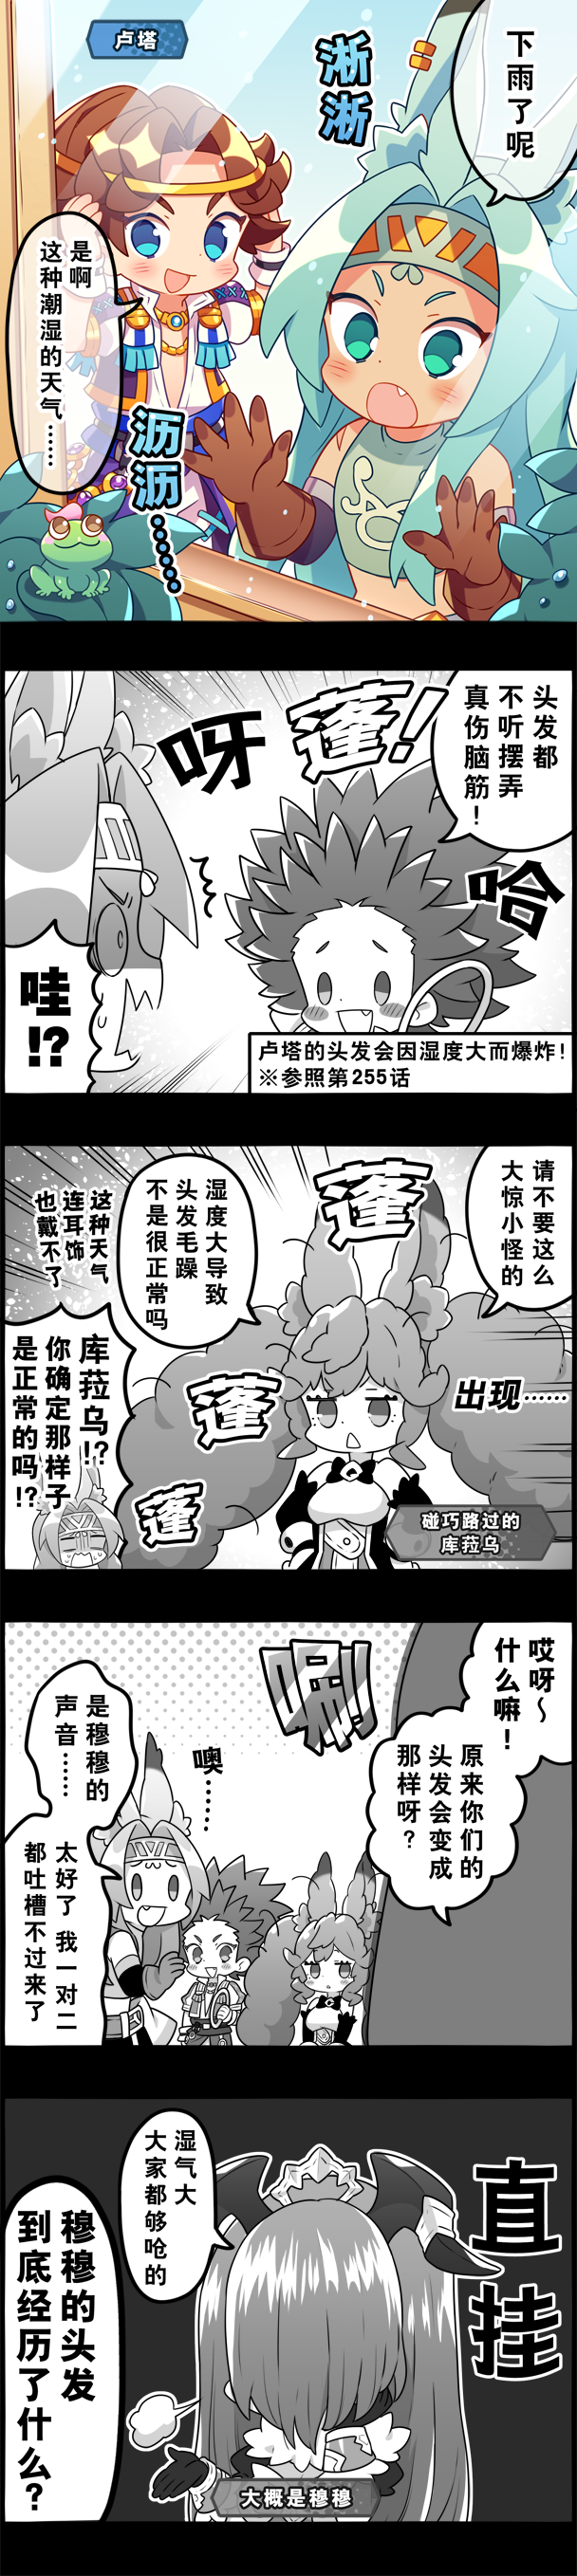 卢塔
下雨了呢
淅淅
是啊
这种潮湿的天气……
沥沥……
头发都
不听摆弄
真伤脑筋！
蓬！
呀
哈
哇!?
卢塔的头发会因湿度大而爆炸！
※参照第255话
请不要这么
大惊小怪的
蓬
湿度大导致
头发毛躁
不是很正常吗
这种天气
连耳饰
也戴不了
出现……
蓬
蓬
碰巧路过的
库菈乌
库菈乌!?
你确定那样子
是正常的吗!?
哎呀～
什么嘛！
原来你们的
头发会变成
那样呀？
唰
噢……
是穆穆的
声音……
太好了 我一对二
都吐槽不过来了
直挂
湿气大
大家都够呛的
穆穆的头发
到底经历了什么？
大概是穆穆